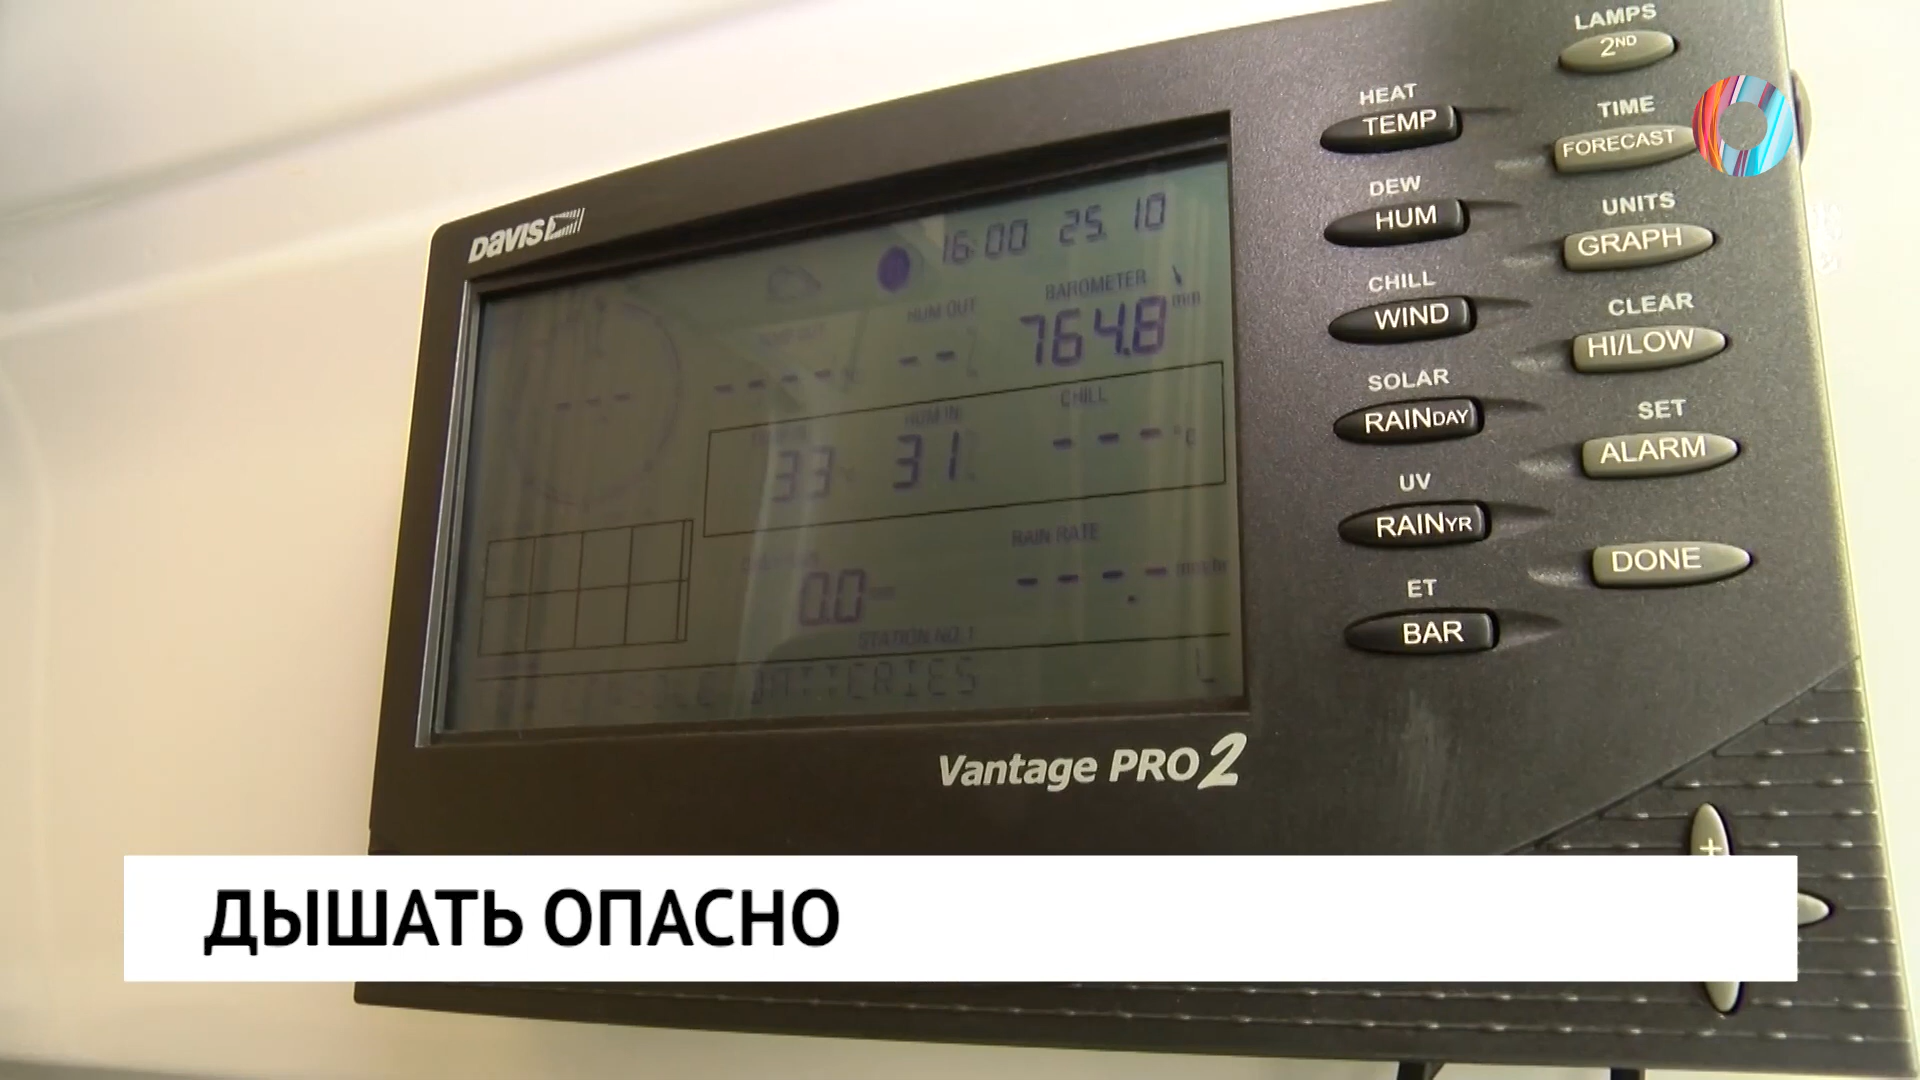 LAMPS
2ND
HEAT
TEMP
TIME
FORECAST
DEW
HUM
UNITS
GRAPH
CHILL
WIND
CLEAR
HI/LOW
SOLAR
RAINDAY
SET
ALARM
UV
RAINYR
DONE
ET
BAR
+
DAVIS
16:00 25.10
HUM OUT
BAROMETER
-- 764.8 mm
HUM IN
CHILL
33 31 --- °C
RAIN RATE
0.0 ----
STATION NO. 1
BATTERIES
Vantage PRO2
ДЫШАТЬ ОПАСНО